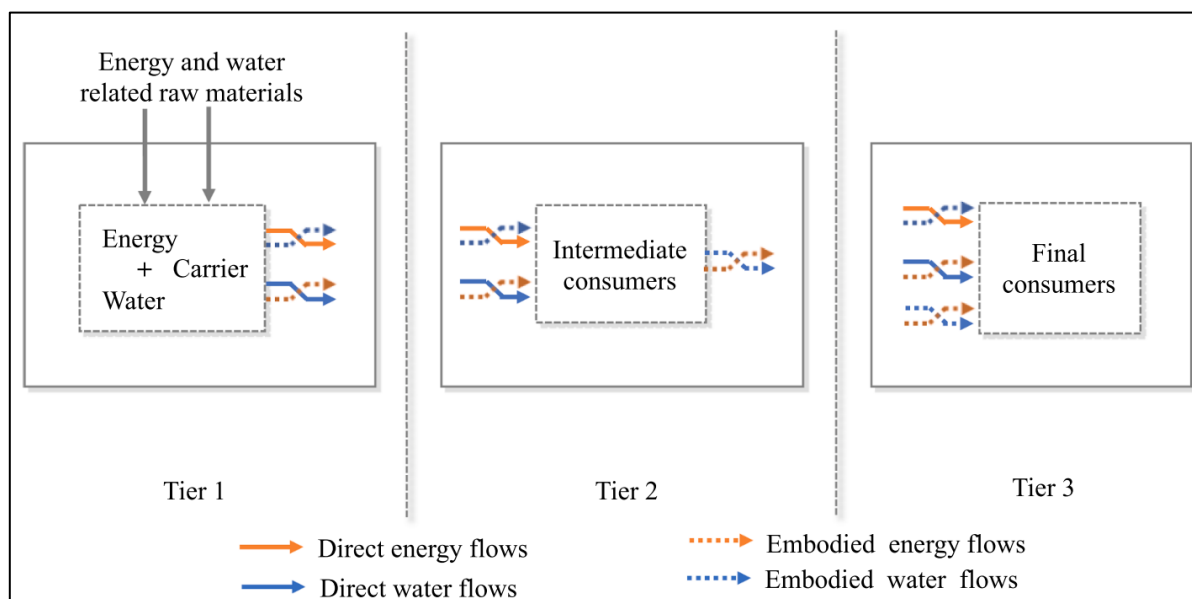 Energy and water
related raw materials
Energy
+ Carrier
Water
Intermediate
consumers
Final
consumers
Tier 1
Tier 2
Tier 3
Direct energy flows
Embodied energy flows
Direct water flows
Embodied water flows